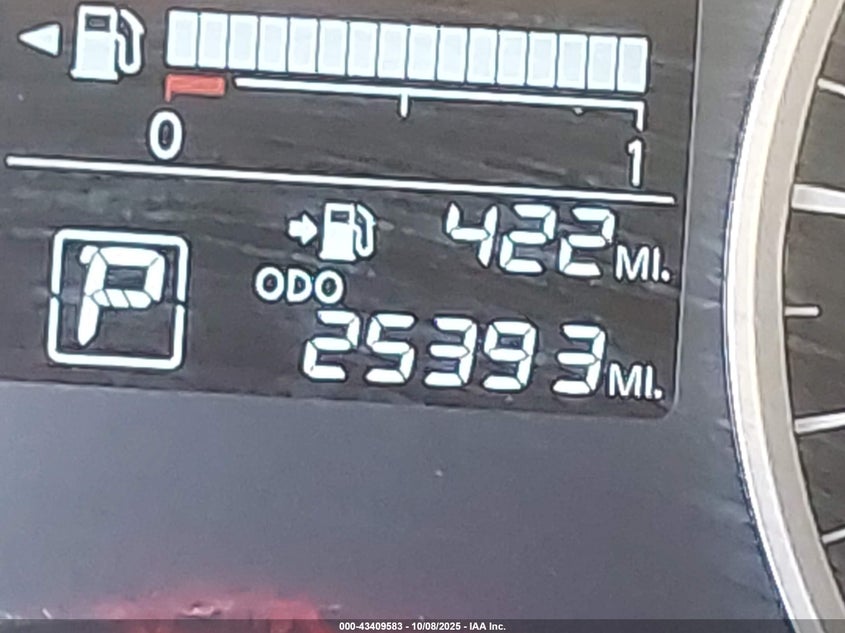 0 1
422 MI.
ODO
25393 MI.
P
000-43409583 - 10/08/2025 - IAA Inc.